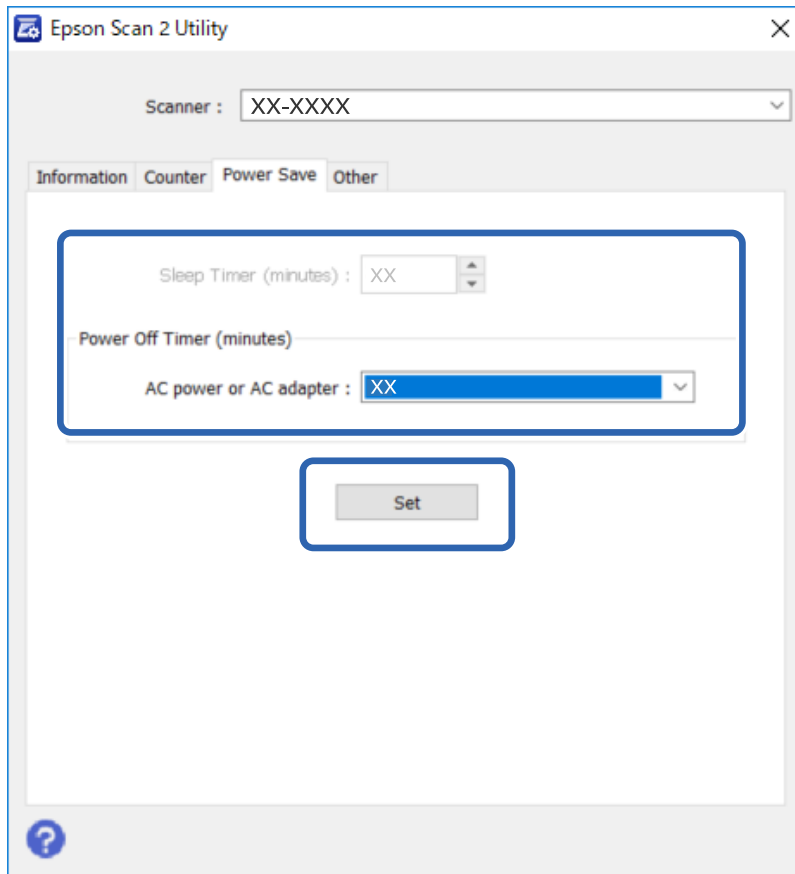 Epson Scan 2 Utility
Scanner : XX-XXXX
Information Counter Power Save Other
Sleep Timer (minutes) : XX
Power Off Timer (minutes)
AC power or AC adapter : XX
Set
?